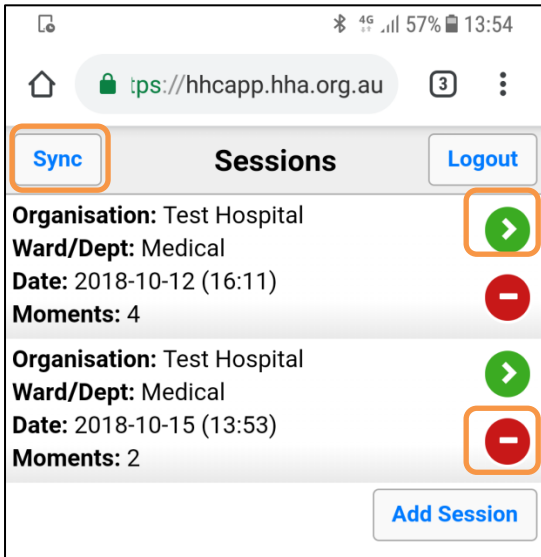 4G 57% 13:54
tps://hhcapp.hha.org.au 3
Sync Sessions Logout
Organisation: Test Hospital
Ward/Dept: Medical
Date: 2018-10-12 (16:11)
Moments: 4
Organisation: Test Hospital
Ward/Dept: Medical
Date: 2018-10-15 (13:53)
Moments: 2
Add Session